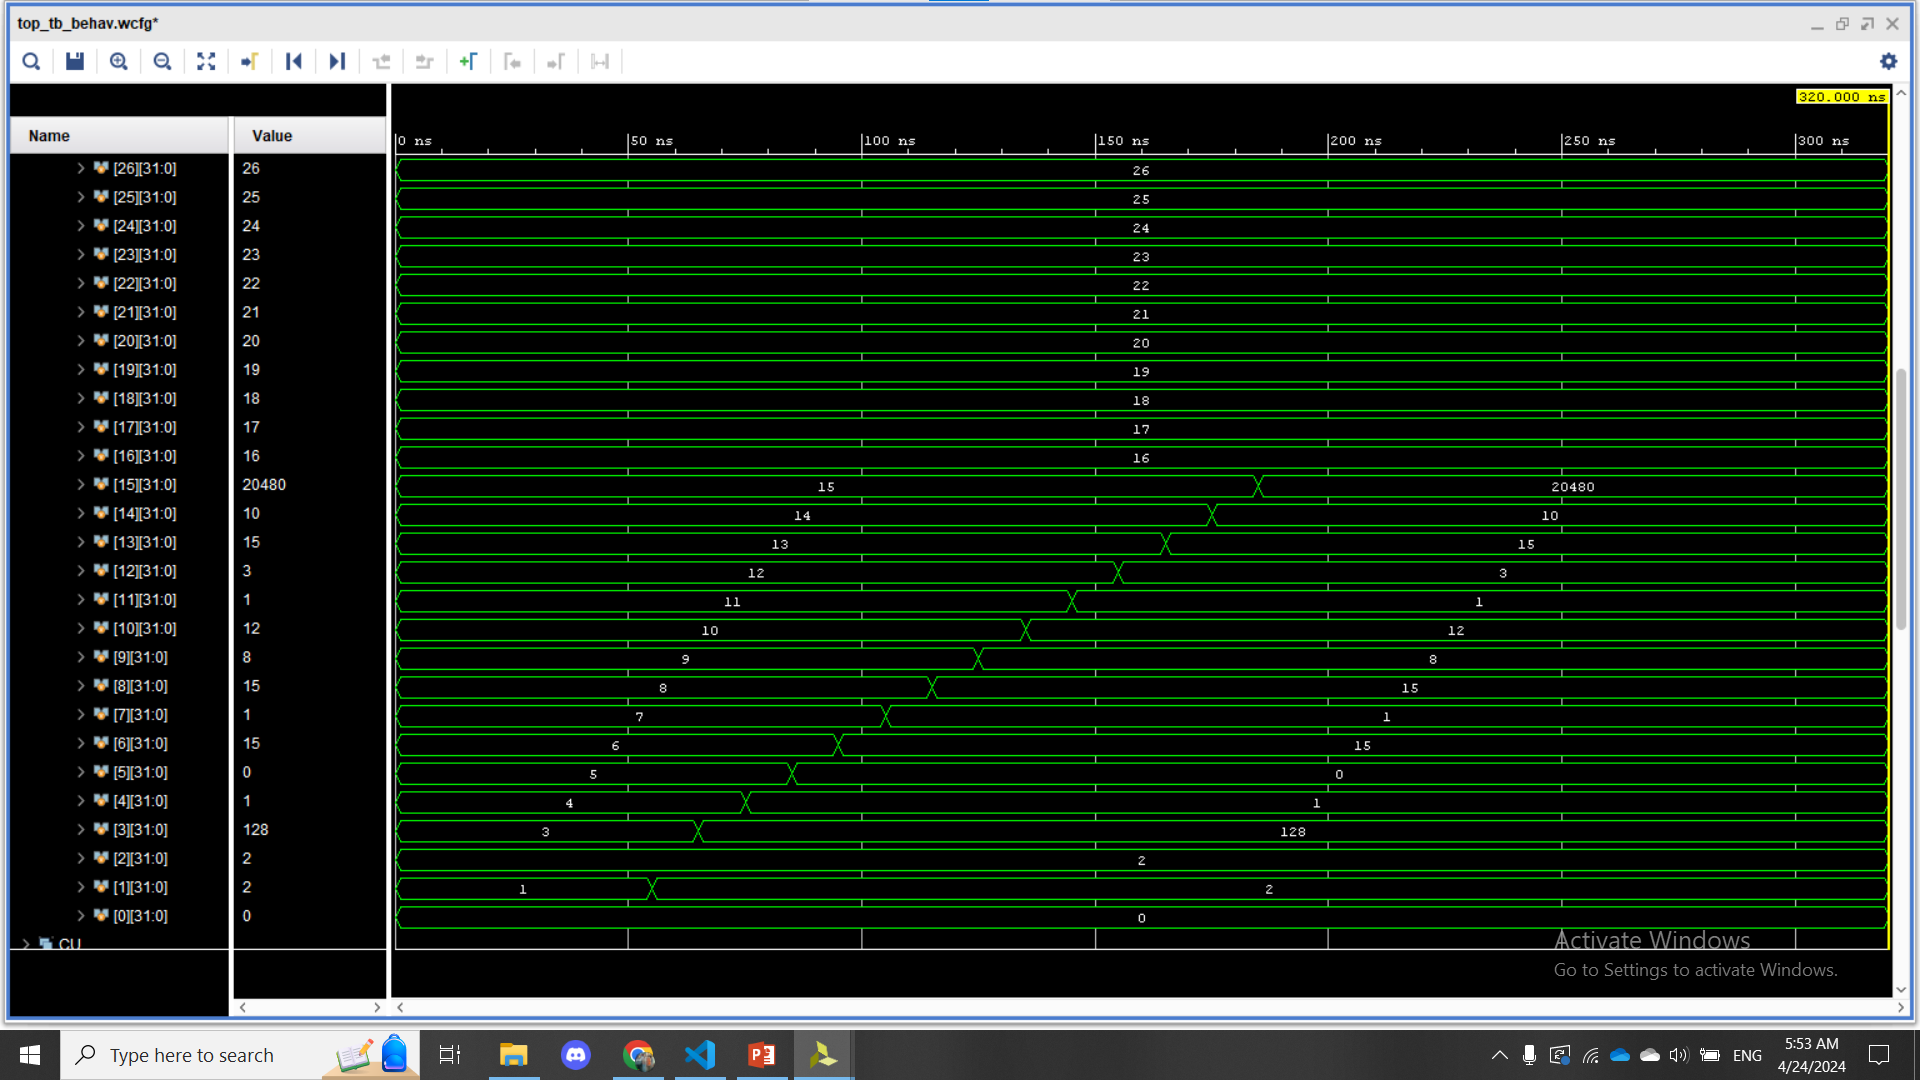 top_tb_behav.wcfg*
320.000 ns
Name Value
0 ns 50 ns 100 ns 150 ns 200 ns 250 ns 300 ns
[26][31:0] 26 26
[25][31:0] 25 25
[24][31:0] 24 24
[23][31:0] 23 23
[22][31:0] 22 22
[21][31:0] 21 21
[20][31:0] 20 20
[19][31:0] 19 19
[18][31:0] 18 18
[17][31:0] 17 17
[16][31:0] 16 16
[15][31:0] 20480 15 20480
[14][31:0] 10 14 10
[13][31:0] 15 13 15
[12][31:0] 3 12 3
[11][31:0] 1 11 1
[10][31:0] 12 10 12
[9][31:0] 8 9 8
[8][31:0] 15 8 15
[7][31:0] 1 7 1
[6][31:0] 15 6 15
[5][31:0] 0 5 0
[4][31:0] 1 4 1
[3][31:0] 128 3 128
[2][31:0] 2 2
[1][31:0] 2 1 2
[0][31:0] 0 0
CU
Activate Windows
Go to Settings to activate Windows.
Type here to search
ENG
5:53 AM
4/24/2024